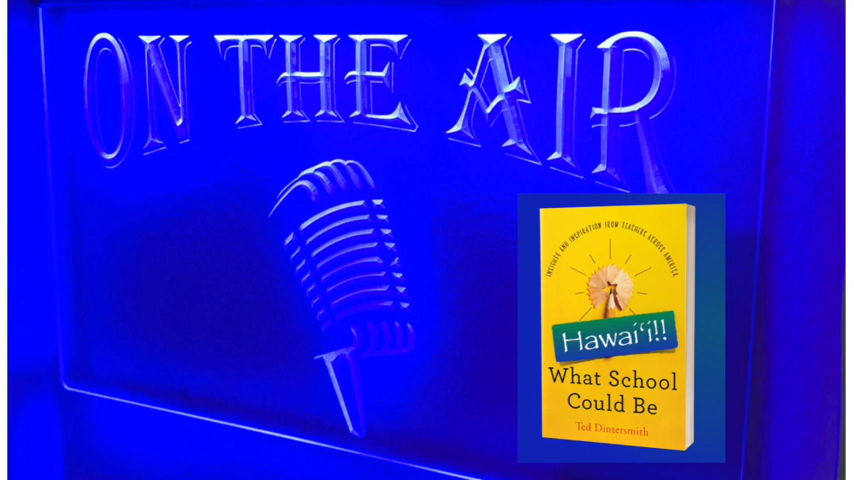 ON THE AIR
INSIGHTS AND INSPIRATION FROM TEACHERS ACROSS AMERICA
Hawaiʻi!!
What School
Could Be
Ted Dintersmith